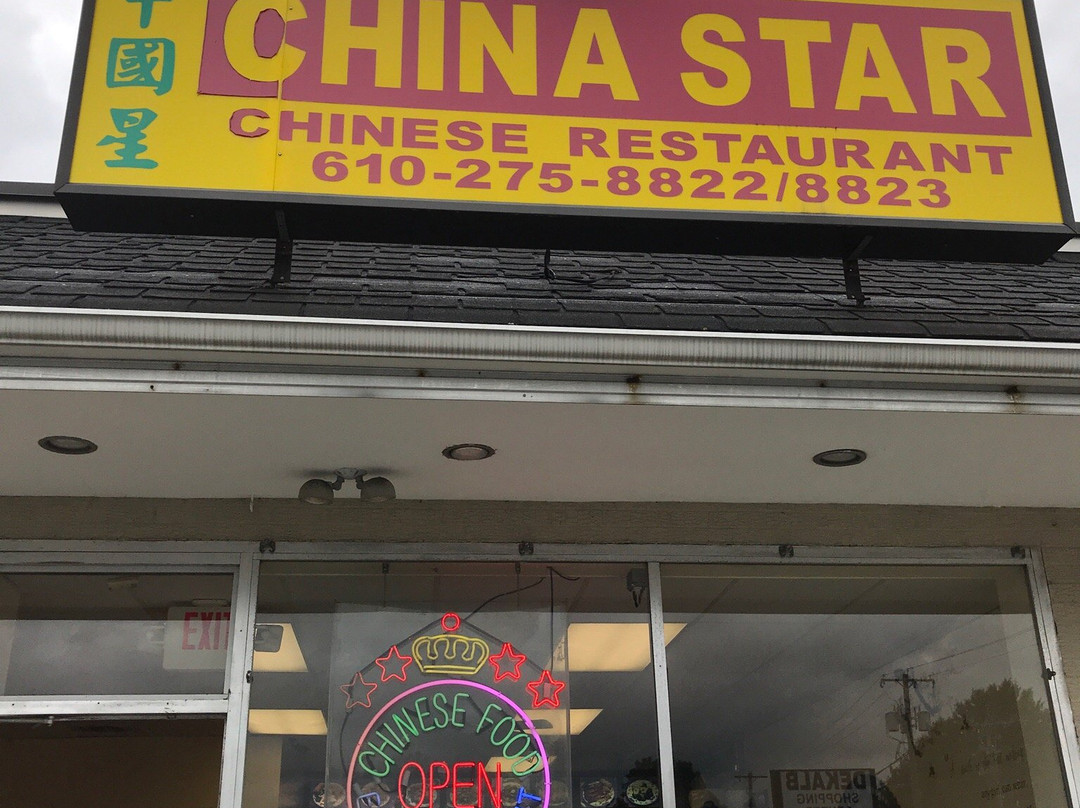 中國星
CHINA STAR
CHINESE RESTAURANT
610-275-8822/8823
EXIT
CHINESE FOOD
OPEN
DEKALB
SHOPPING